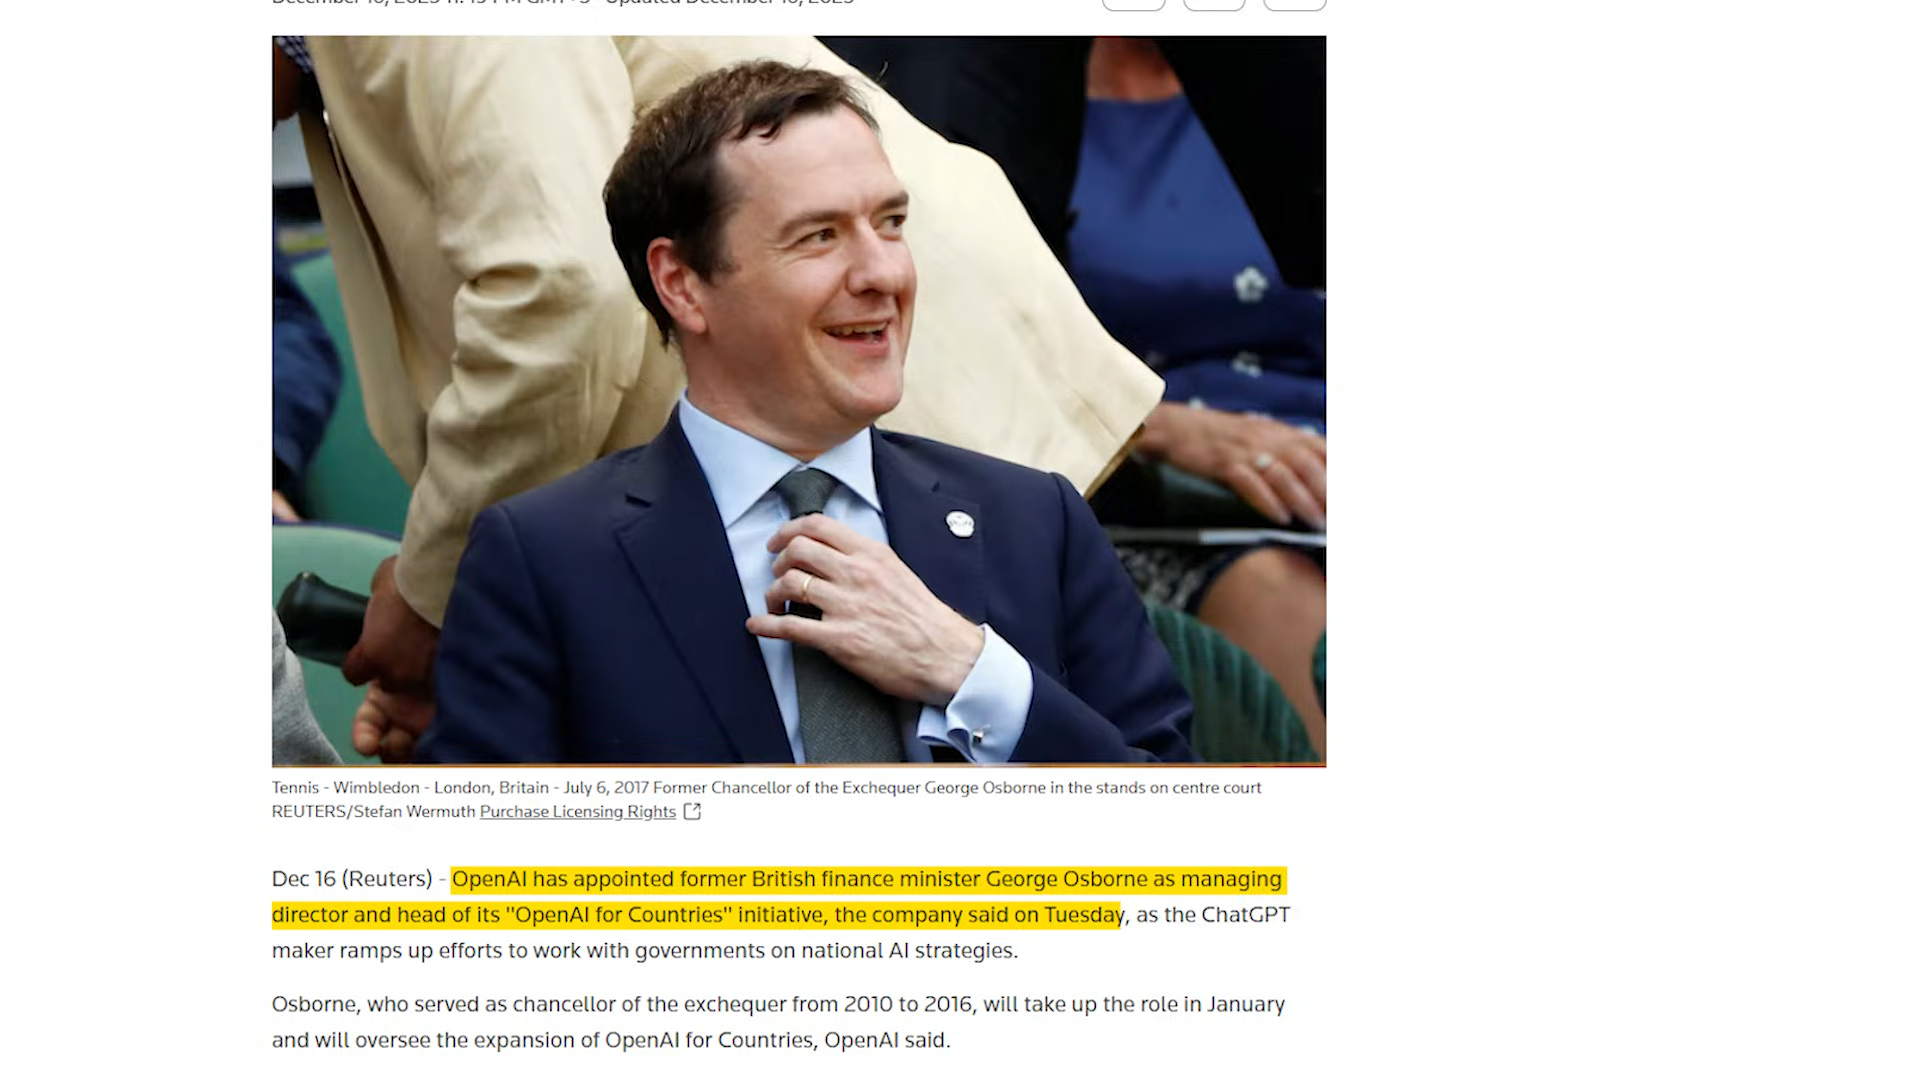 Tennis - Wimbledon - London, Britain - July 6, 2017 Former Chancellor of the Exchequer George Osborne in the stands on centre court
REUTERS/Stefan Wermuth Purchase Licensing Rights
Dec 16 (Reuters) - OpenAI has appointed former British finance minister George Osborne as managing
director and head of its "OpenAI for Countries" initiative, the company said on Tuesday, as the ChatGPT
maker ramps up efforts to work with governments on national AI strategies.
Osborne, who served as chancellor of the exchequer from 2010 to 2016, will take up the role in January
and will oversee the expansion of OpenAI for Countries, OpenAI said.